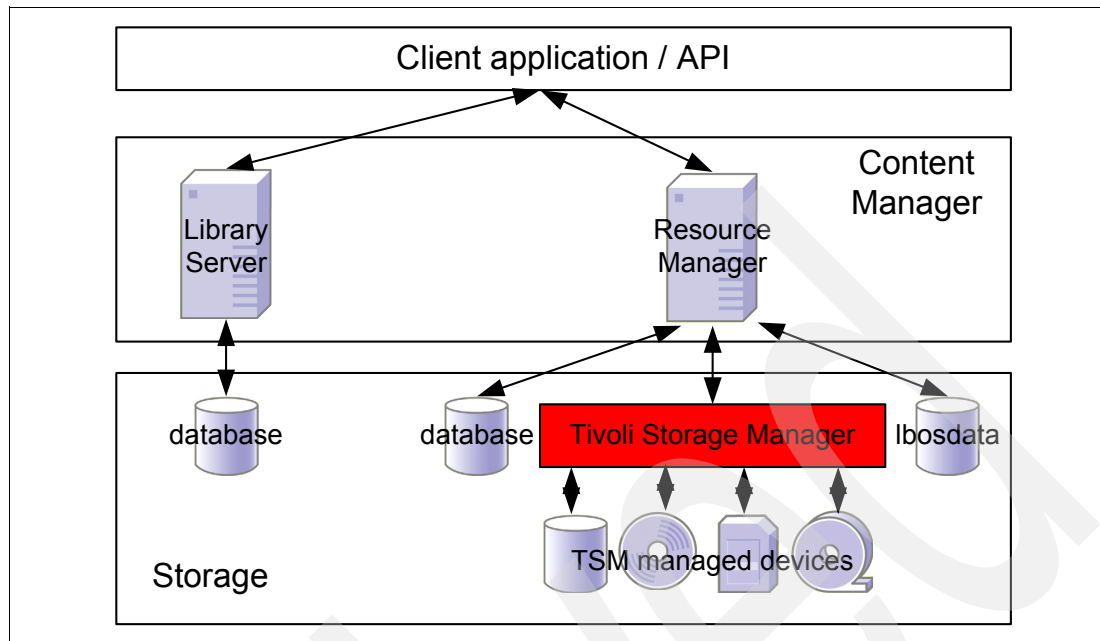 Client application / API
Content
Manager
Library
Server
Resource
Manager
database
database
Tivoli Storage Manager
lbosdata
TSM managed devices
Storage